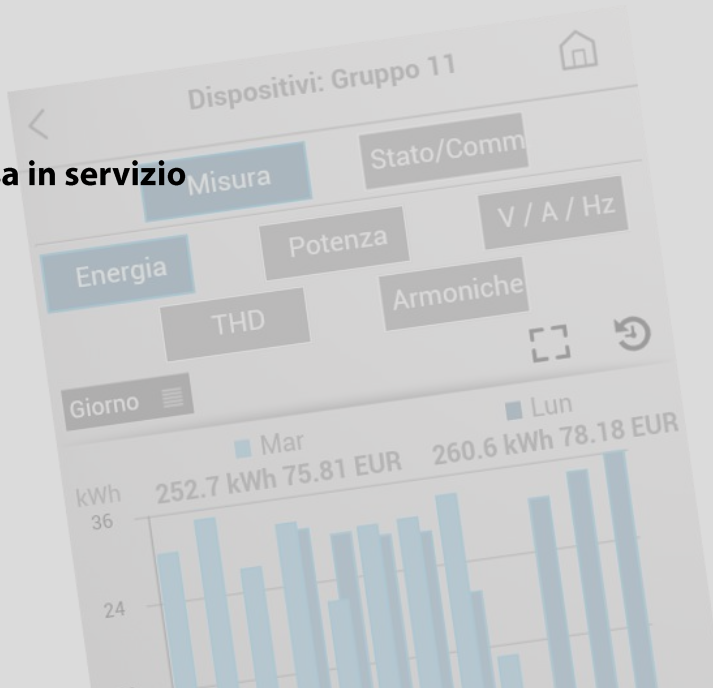 Dispositivi: Gruppo 11
a in servizio
Misura
Stato/Comm
Energia
Potenza
V / A / Hz
THD
Armoniche
Giorno
Mar
Lun
252.7 kWh 75.81 EUR
260.6 kWh 78.18 EUR
kWh
36
24